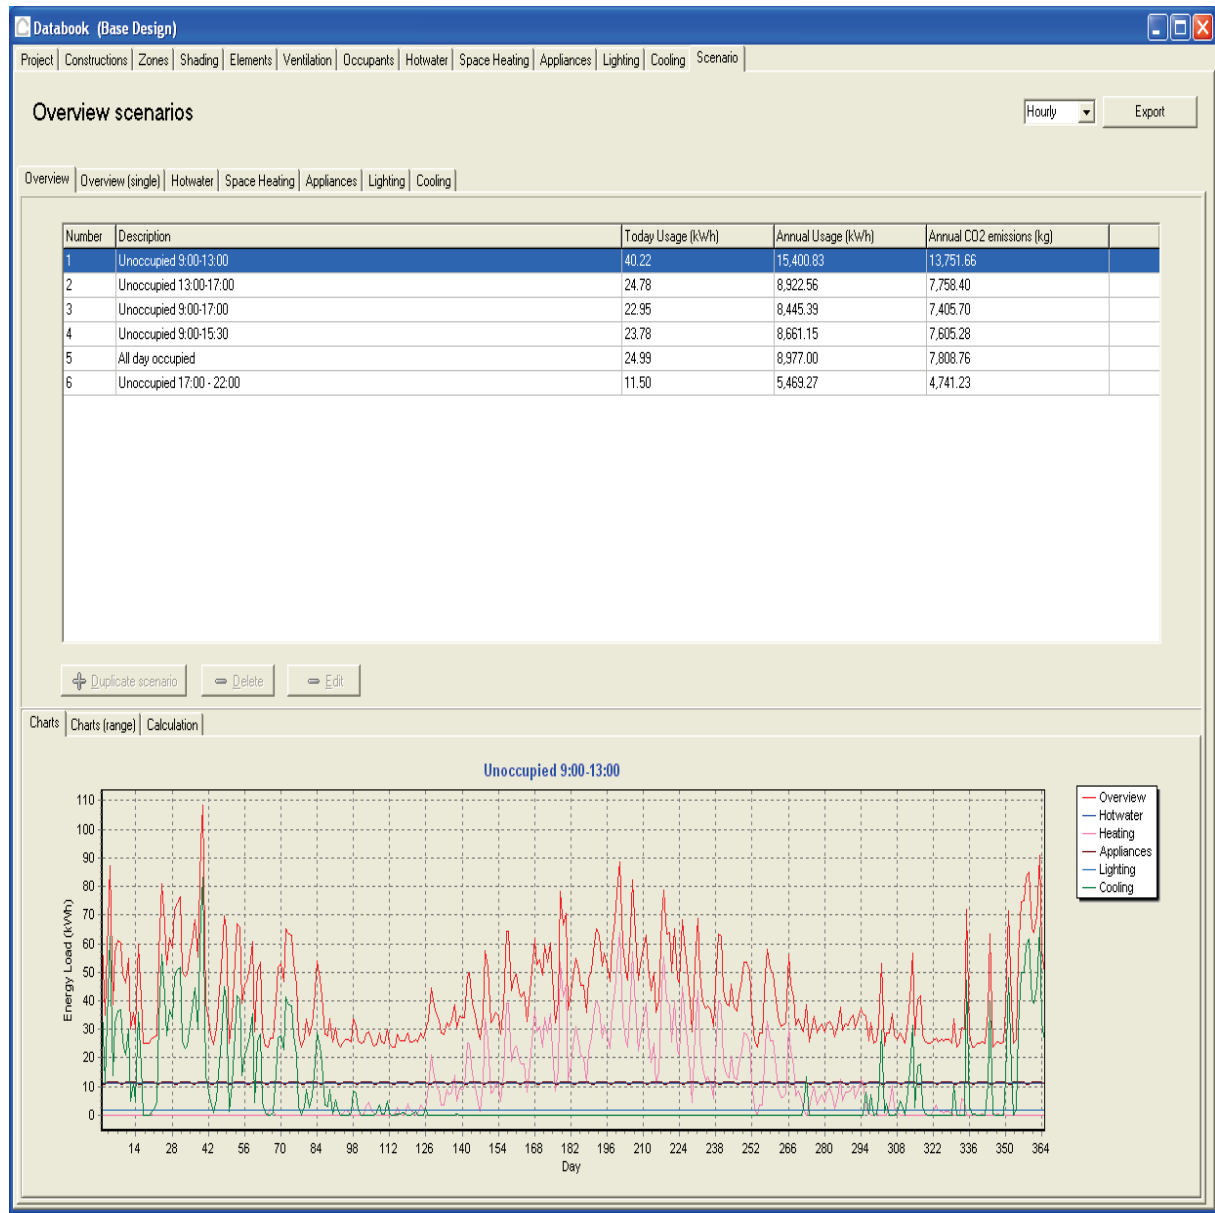 Databook (Base Design)
Project Constructions Zones Shading Elements Ventilation Occupants Hotwater Space Heating Appliances Lighting Cooling Scenario
Overview scenarios
Hourly Export
Overview Overview (single) Hotwater Space Heating Appliances Lighting Cooling
Number Description Today Usage (kWh) Annual Usage (kWh) Annual CO2 emissions (kg)
1 Unoccupied 9:00-13:00 40.22 15,400.83 13,751.66
2 Unoccupied 13:00-17:00 24.78 8,922.56 7,758.40
3 Unoccupied 9:00-17:00 22.95 8,445.39 7,405.70
4 Unoccupied 9:00-15:30 23.78 8,661.15 7,605.28
5 All day occupied 24.99 8,977.00 7,808.76
6 Unoccupied 17:00 - 22:00 11.50 5,469.27 4,741.23
Duplicate scenario Delete Edit
Charts Charts (range) Calculation
Unoccupied 9:00-13:00
110
100
90
80
70
60
50
40
30
20
10
0
Energy Load (kWh)
Overview
Hotwater
Heating
Appliances
Lighting
Cooling
14 28 42 56 70 84 98 112 126 140 154 168 182 196 210 224 238 252 266 280 294 308 322 336 350 364
Day